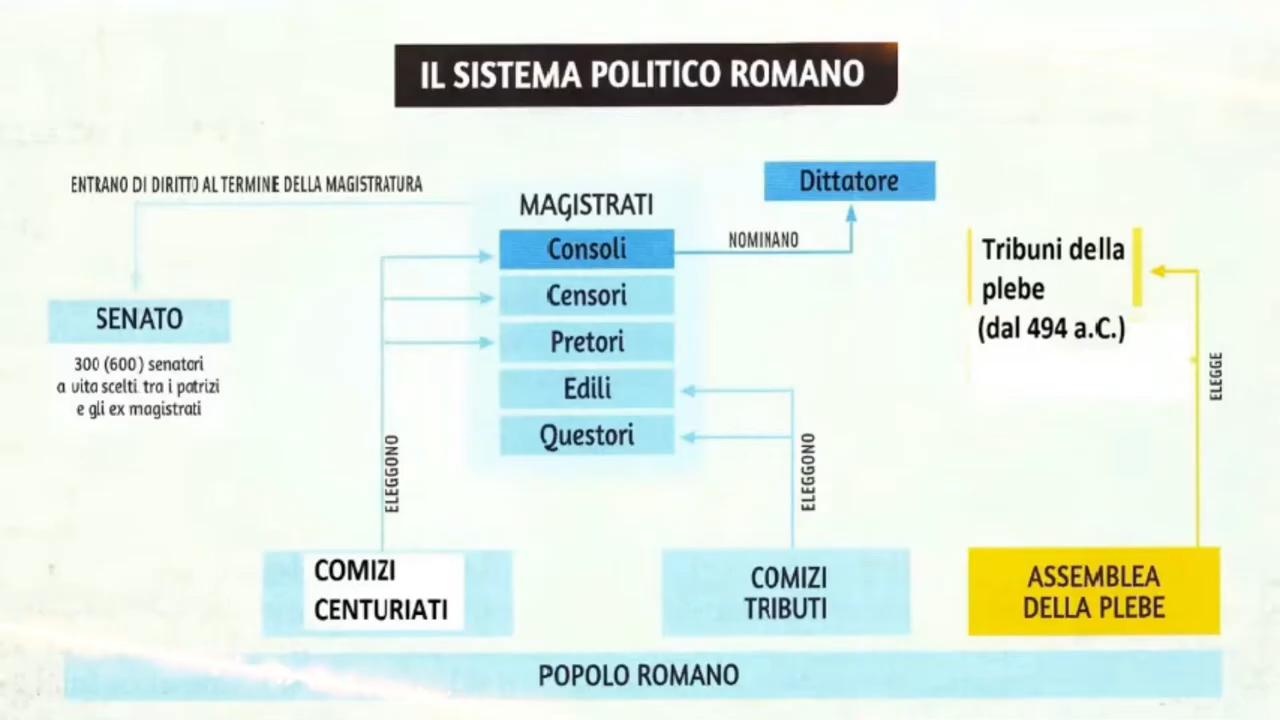 IL SISTEMA POLITICO ROMANO
ENTRANO DI DIRITTO AL TERMINE DELLA MAGISTRATURA
SENATO
300 (600) senatori
a vita scelti tra i patrizi
e gli ex magistrati
MAGISTRATI
Consoli
Censori
Pretori
Edili
Questori
NOMINANO
Dittatore
Tribuni della
plebe
(dal 494 a.C.)
ELEGGONO
ELEGGONO
ELEGGE
COMIZI
CENTURIATI
COMIZI
TRIBUTI
ASSEMBLEA
DELLA PLEBE
POPOLO ROMANO